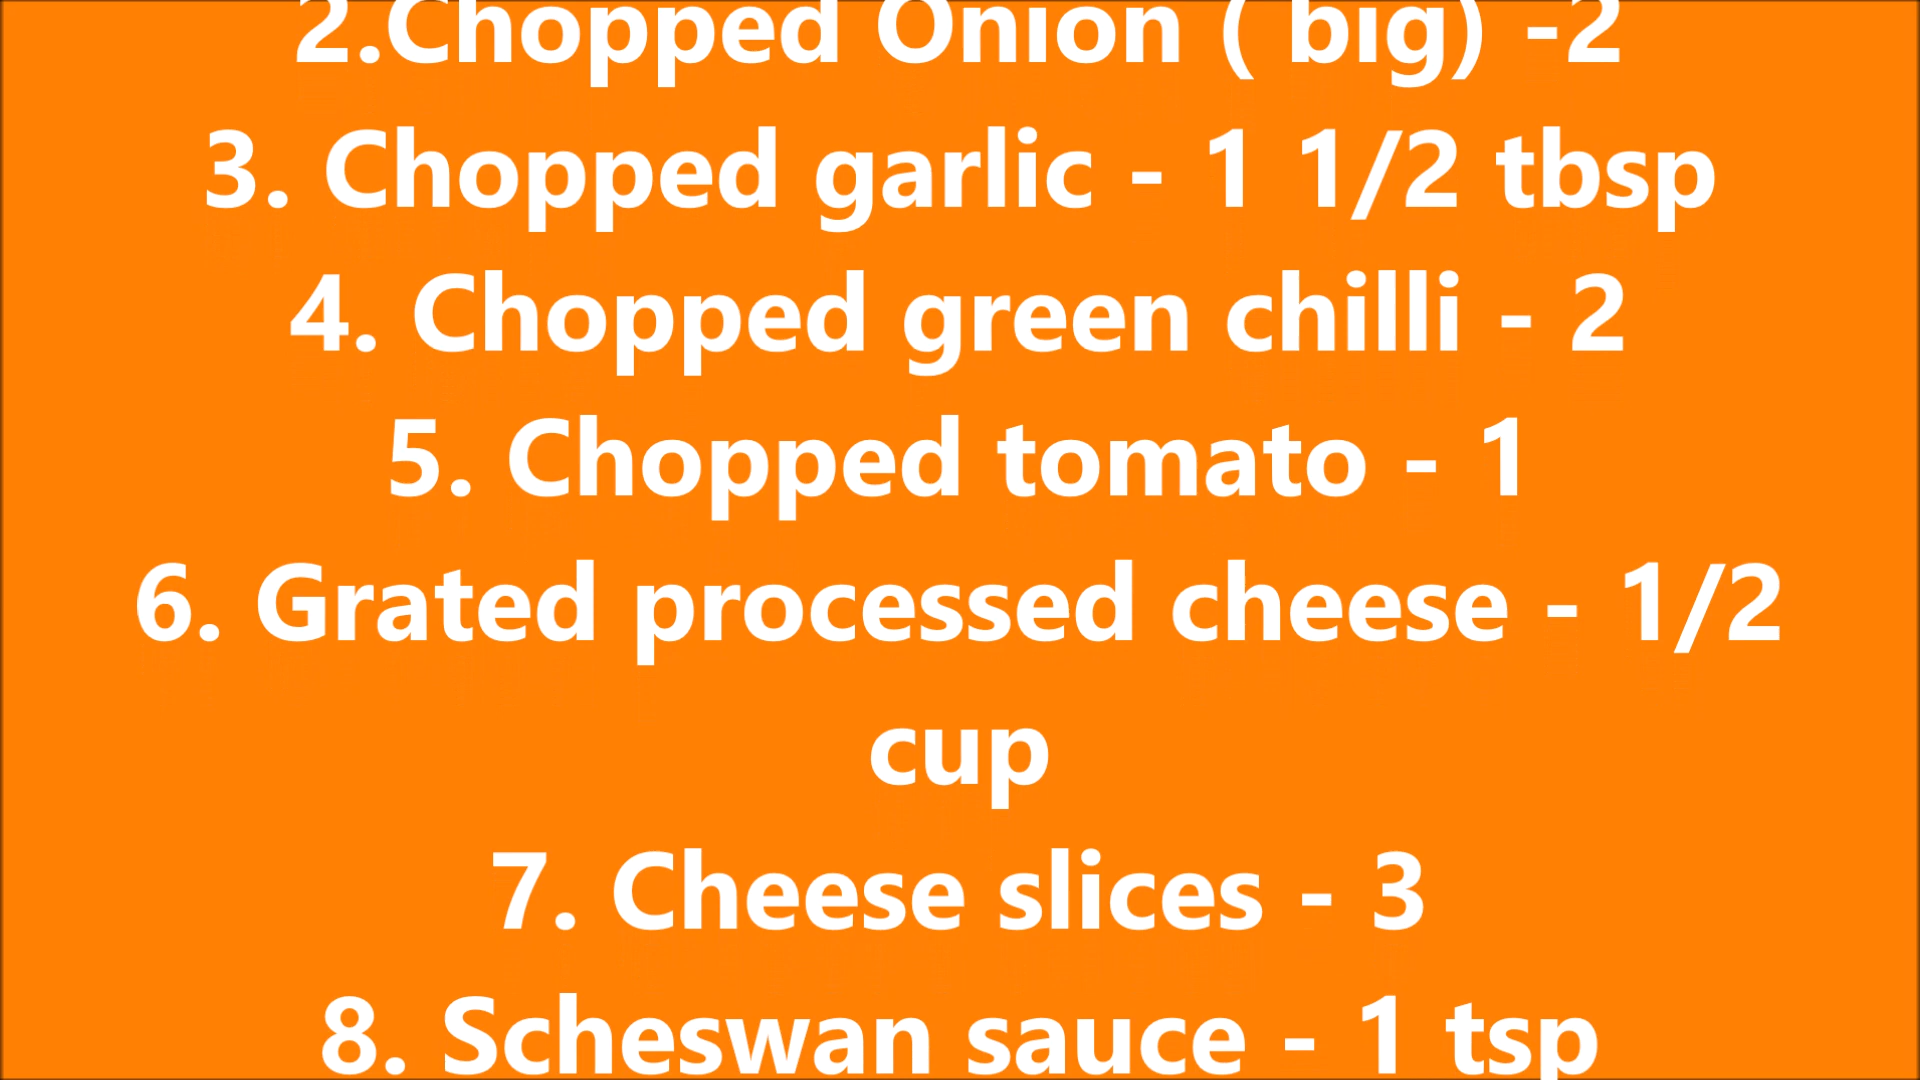 2.Chopped Onion ( big) -2
3. Chopped garlic - 1 1/2 tbsp
4. Chopped green chilli - 2
5. Chopped tomato - 1
6. Grated processed cheese - 1/2
cup
7. Cheese slices - 3
8. Scheswan sauce - 1 tsp